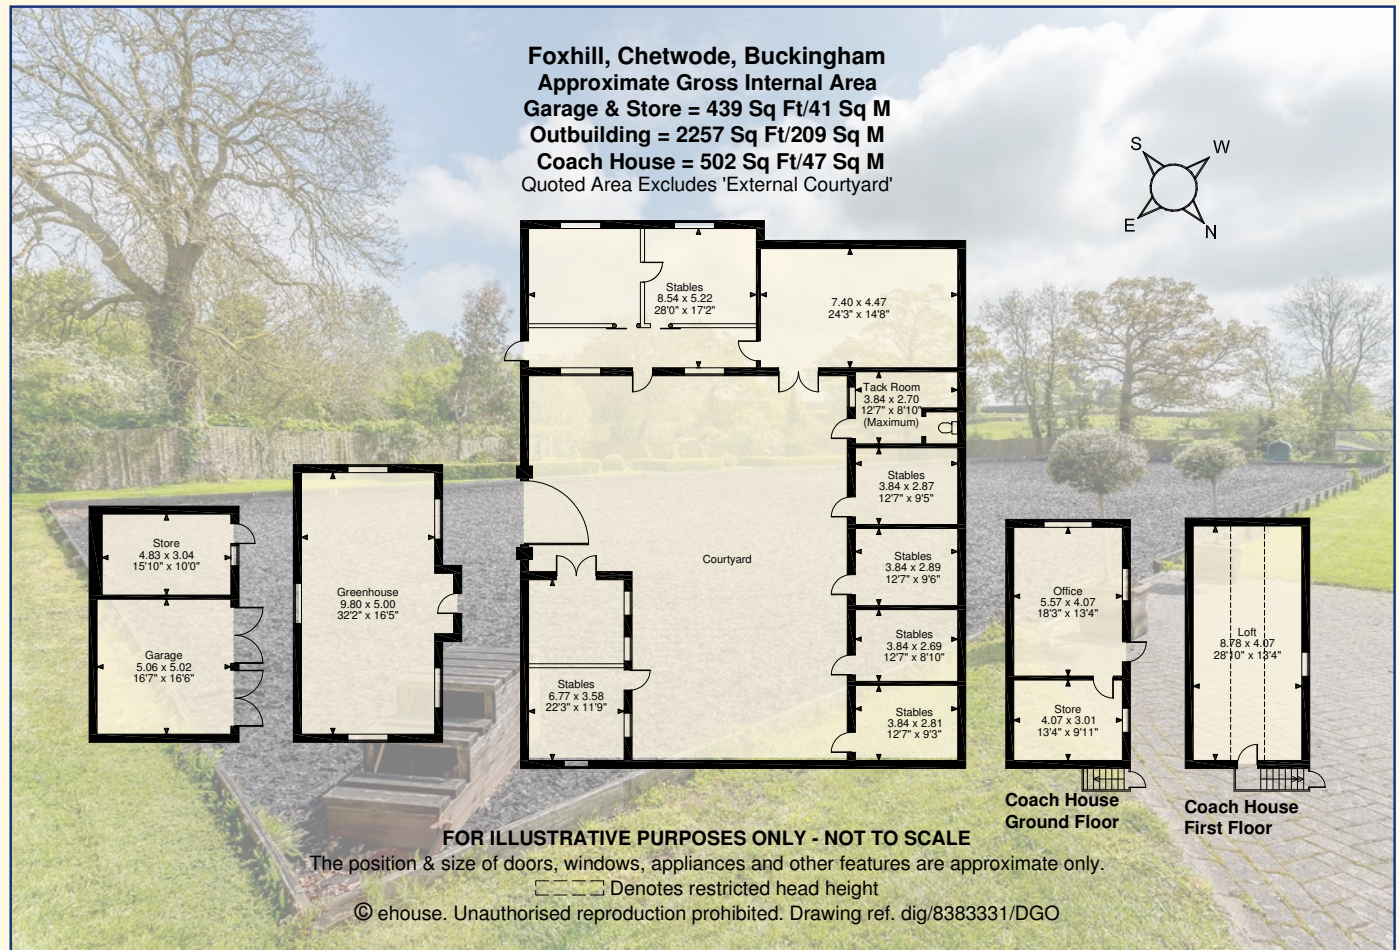 Foxhill, Chetwode, Buckingham
Approximate Gross Internal Area
Garage & Store = 439 Sq Ft/41 Sq M
Outbuilding = 2257 Sq Ft/209 Sq M
Coach House = 502 Sq Ft/47 Sq M
Quoted Area Excludes 'External Courtyard'
S
W
E
N
Stables
8.54 x 5.22
28'0" x 17'2"
7.40 x 4.47
24'3" x 14'8"
Tack Room
3.84 x 2.70
12'7" x 8'10"
(Maximum)
Stables
3.84 x 2.87
12'7" x 9'5"
Stables
3.84 x 2.89
12'7" x 9'6"
Stables
3.84 x 2.69
12'7" x 8'10"
Stables
3.84 x 2.81
12'7" x 9'3"
Courtyard
Stables
6.77 x 3.58
22'3" x 11'9"
Store
4.83 x 3.04
15'10" x 10'0"
Garage
5.06 x 5.02
16'7" x 16'6"
Greenhouse
9.80 x 5.00
32'2" x 16'5"
Office
5.57 x 4.07
18'3" x 13'4"
Store
4.07 x 3.01
13'4" x 9'11"
Coach House
Ground Floor
Loft
8.78 x 4.07
28'10" x 13'4"
Coach House
First Floor
FOR ILLUSTRATIVE PURPOSES ONLY - NOT TO SCALE
The position & size of doors, windows, appliances and other features are approximate only.
Denotes restricted head height
© ehouse. Unauthorised reproduction prohibited. Drawing ref. dig/8383331/DGO